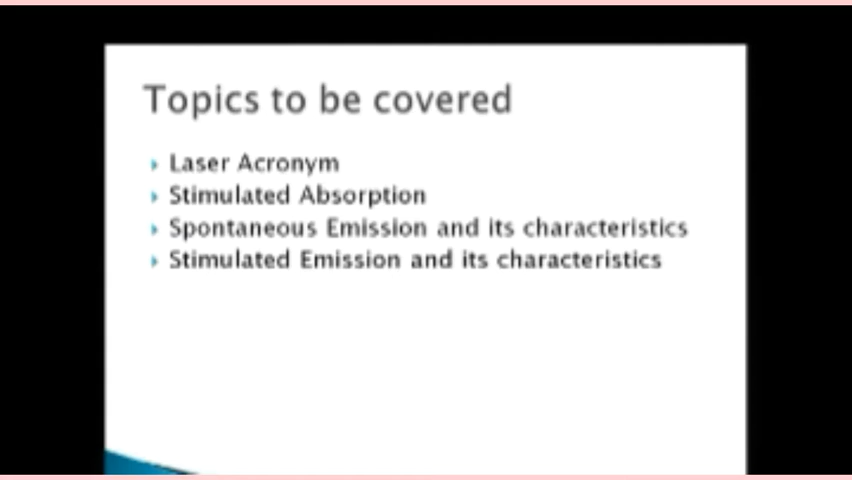 Topics to be covered
Laser Acronym
Stimulated Absorption
Spontaneous Emission and its characteristics
Stimulated Emission and its characteristics